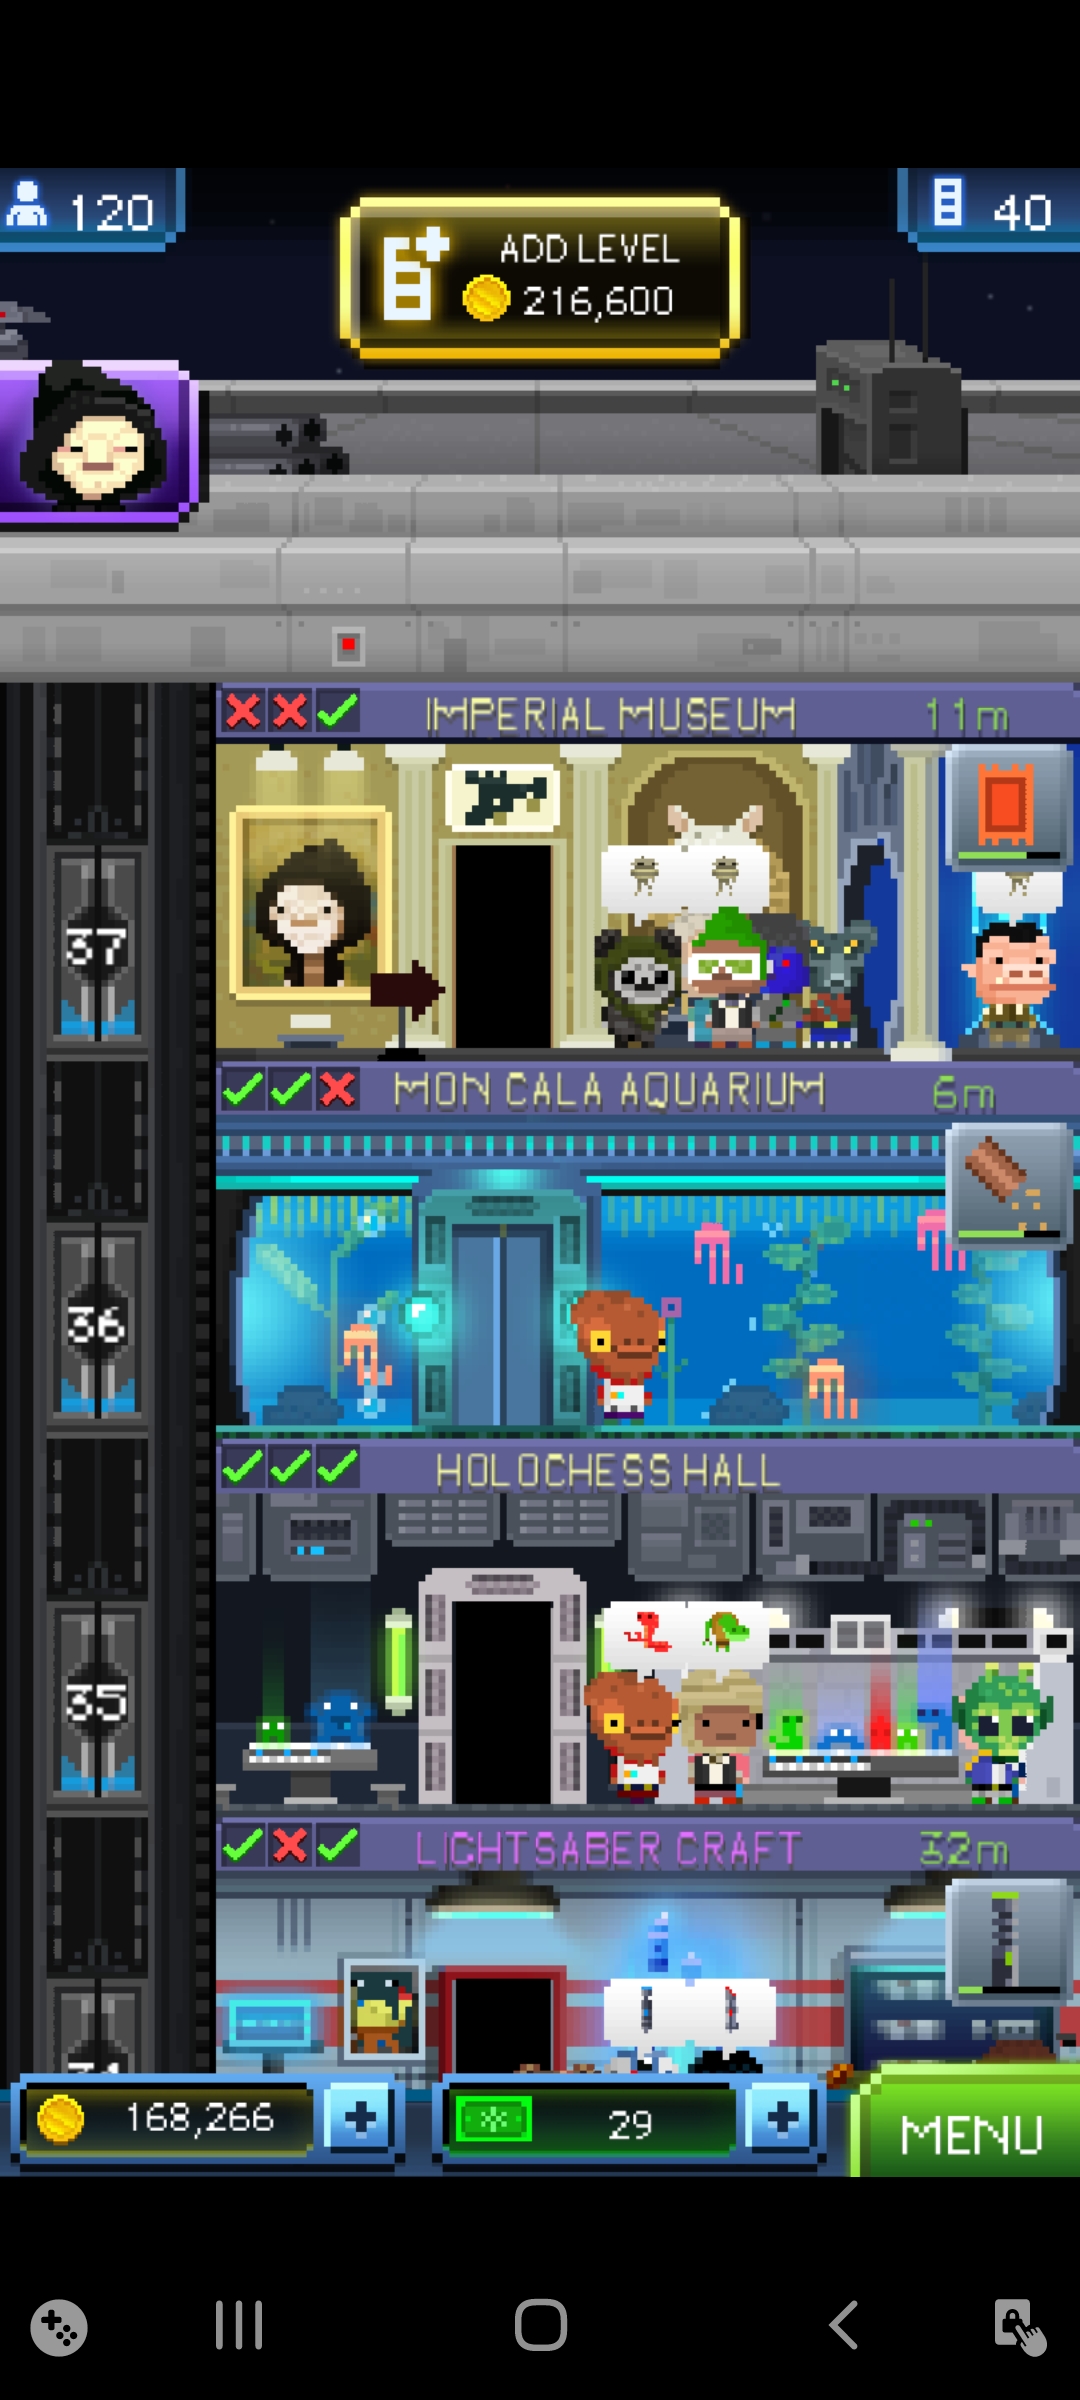 120
ADD LEVEL
216,600
40
IMPERIAL MUSEUM 11m
37
MON CALA AQUARIUM 6m
36
HOLOCHESS HALL
35
LIGHTSABER CRAFT 32m
168,266
29
MENU